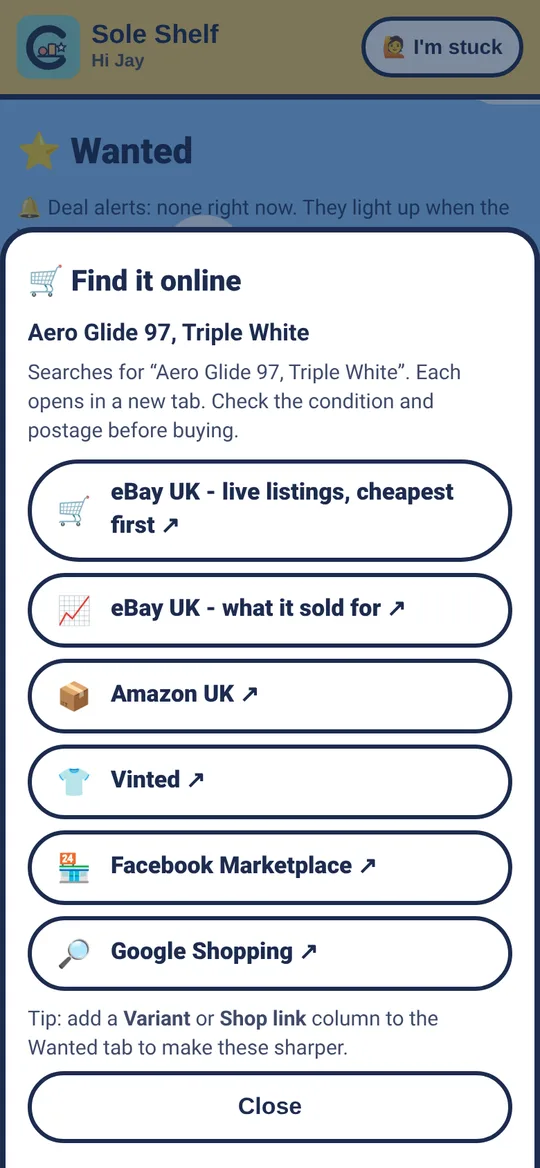 Sole Shelf
Hi Jay
🙋 I'm stuck
⭐ Wanted
🔔 Deal alerts: none right now. They light up when the
🛒 Find it online
Aero Glide 97, Triple White
Searches for “Aero Glide 97, Triple White”. Each
opens in a new tab. Check the condition and
postage before buying.
🛒 eBay UK - live listings, cheapest
first ↗
📈 eBay UK - what it sold for ↗
📦 Amazon UK ↗
👕 Vinted ↗
🏪 Facebook Marketplace ↗
🔎 Google Shopping ↗
Tip: add a Variant or Shop link column to the
Wanted tab to make these sharper.
Close